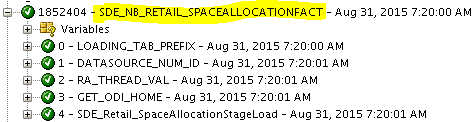 1852404 - SDE_NB_RETAIL_SPACEALLOCATIONFACT - Aug 31, 2015 7:20:00 AM
Variables
0 - LOADING_TAB_PREFIX - Aug 31, 2015 7:20:00 AM
1 - DATASOURCE_NUM_ID - Aug 31, 2015 7:20:01 AM
2 - RA_THREAD_VAL - Aug 31, 2015 7:20:01 AM
3 - GET_ODI_HOME - Aug 31, 2015 7:20:01 AM
4 - SDE_Retail_SpaceAllocationStageLoad - Aug 31, 2015 7:20:01 AM